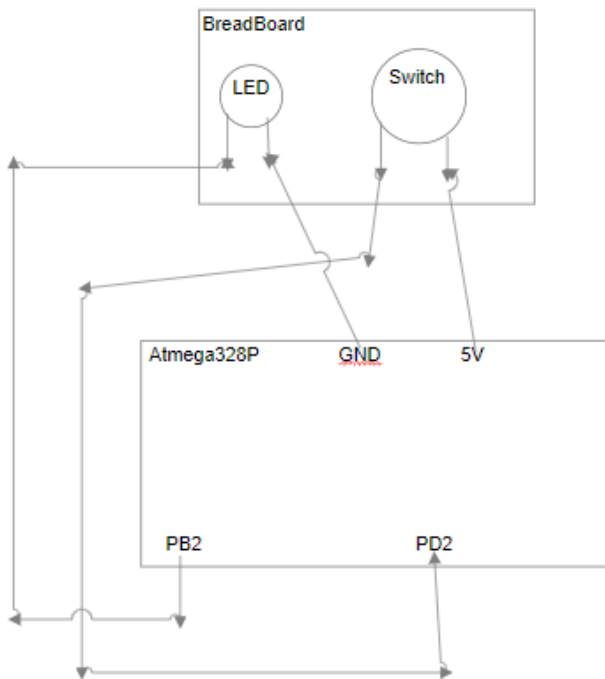 BreadBoard
LED
Switch
Atmega328P
GND
5V
PB2
PD2